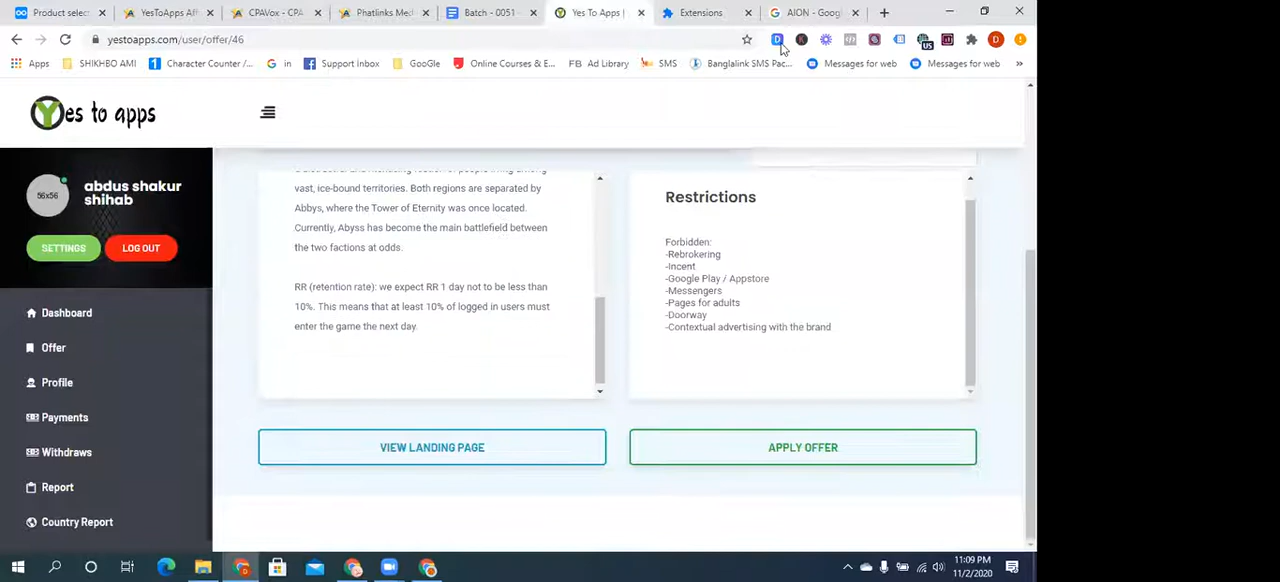 Product selec
YesToApps Aff
CPAVox - CPA
Phatlinks Med
Batch - 0051
Yes To Apps |
Extensions
AION - Goog
yestoapps.com/user/offer/46
US
Apps
SHIKHBO AMI
Character Counter /...
in
Support Inbox
GooGle
Online Courses & E...
FB Ad Library
SMS
Banglalink SMS Pac...
Messages for web
Messages for web
»
Yes to apps
56x56
abdus shakur
shihab
SETTINGS
LOG OUT
Dashboard
Offer
Profile
Payments
Withdraws
Report
Country Report
vast, ice-bound territories. Both regions are separated by
Abbys, where the Tower of Eternity was once located.
Currently, Abyss has become the main battlefield between
the two factions at odds.
RR (retention rate): we expect RR 1 day not to be less than
10%. This means that at least 10% of logged in users must
enter the game the next day.
Restrictions
Forbidden:
-Rebrokering
-Incent
-Google Play / Appstore
-Messengers
-Pages for adults
-Doorway
-Contextual advertising with the brand
VIEW LANDING PAGE
APPLY OFFER
11:09 PM
11/2/2020